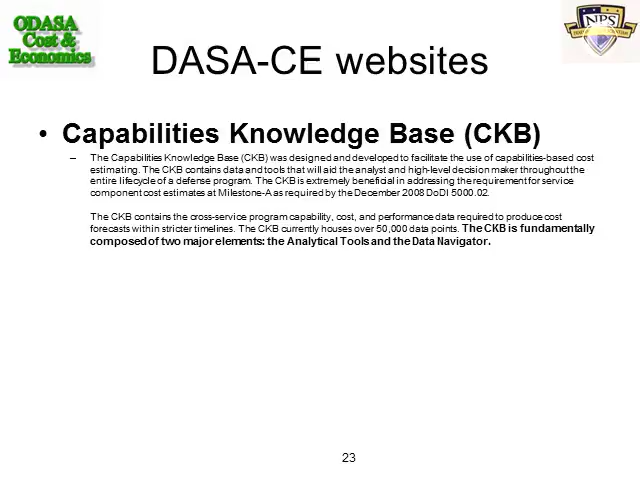 ODASA
Cost &
Economics
NPS
DASA-CE websites
• Capabilities Knowledge Base (CKB)
– The Capabilities Knowledge Base (CKB) was designed and developed to facilitate the use of capabilities-based cost
estimating. The CKB contains data and tools that will aid the analyst and high-level decision maker throughout the
entire lifecycle of a defense program. The CKB is extremely beneficial in addressing the requirement for service
component cost estimates at Milestone-A as required by the December 2008 DoDI 5000.02.
The CKB contains the cross-service program capability, cost, and performance data required to produce cost
forecasts within stricter timelines. The CKB currently houses over 50,000 data points. The CKB is fundamentally
composed of two major elements: the Analytical Tools and the Data Navigator.
23